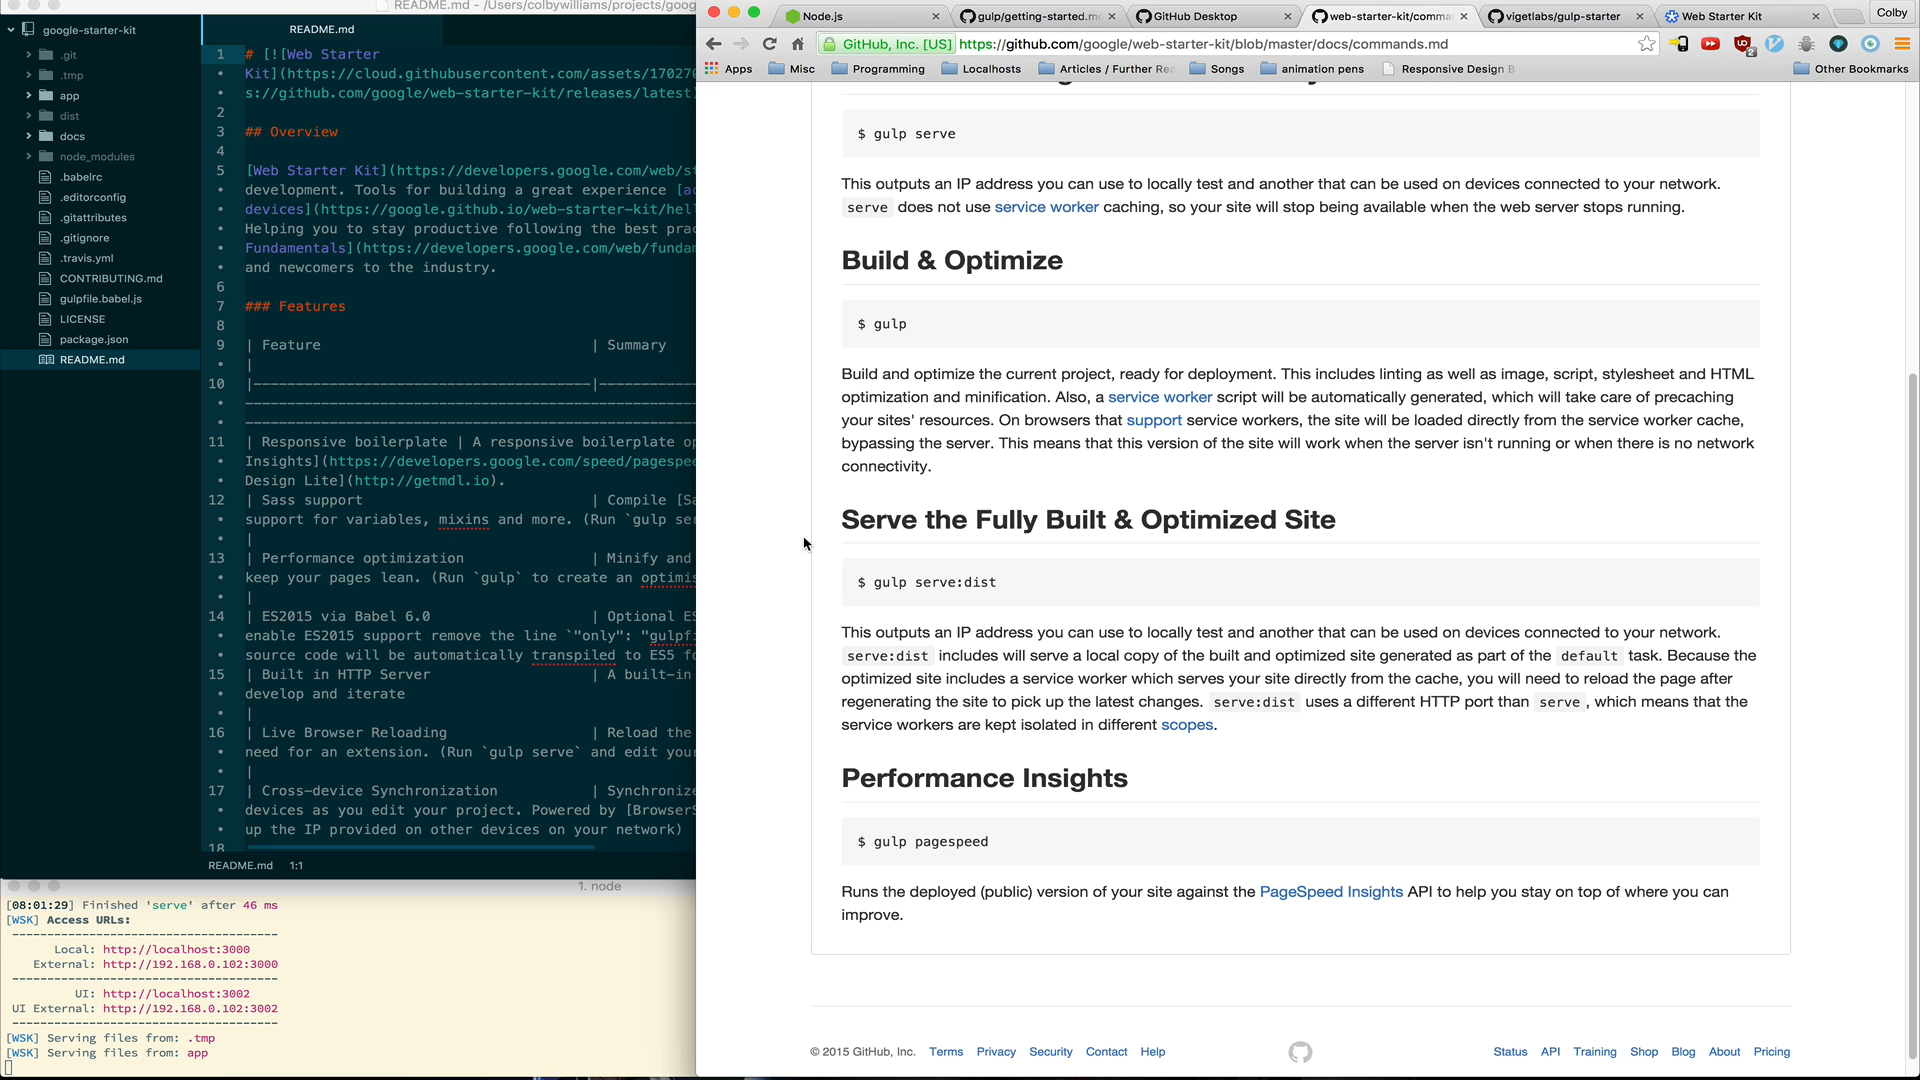 README.md - /Users/colbywilliams/projects/goog
google-starter-kit
.git
.tmp
app
dist
docs
node_modules
.babelrc
.editorconfig
.gitattributes
.gitignore
.travis.yml
CONTRIBUTING.md
gulpfile.babel.js
LICENSE
package.json
README.md
README.md
1 # [![Web Starter
Kit](https://cloud.githubusercontent.com/assets/170270
s://github.com/google/web-starter-kit/releases/latest)
2
3 ## Overview
4
5 [Web Starter Kit](https://developers.google.com/web/st
development. Tools for building a great experience [ac
devices](https://google.github.io/web-starter-kit/hell
Helping you to stay productive following the best prac
Fundamentals](https://developers.google.com/web/fundam
and newcomers to the industry.
6
7 ### Features
8
9 | Feature | Summary
|
10 |----------------------------------------|------------
11 | Responsive boilerplate | A responsive boilerplate op
Insights](https://developers.google.com/speed/pagespee
Design Lite](http://getmdl.io).
12 | Sass support | Compile [Sa
support for variables, mixins and more. (Run `gulp ser
|
13 | Performance optimization | Minify and
keep your pages lean. (Run `gulp` to create an optimis
|
14 | ES2015 via Babel 6.0 | Optional ES
enable ES2015 support remove the line `"only": "gulpfi
source code will be automatically transpiled to ES5 fo
15 | Built in HTTP Server | A built-in
develop and iterate
|
16 | Live Browser Reloading | Reload the
need for an extension. (Run `gulp serve` and edit your
|
17 | Cross-device Synchronization | Synchronize
devices as you edit your project. Powered by [BrowserS
up the IP provided on other devices on your network)
18
README.md 1:1
1. node
[08:01:29] Finished 'serve' after 46 ms
[WSK] Access URLs:
--------------------------------------
Local: http://localhost:3000
External: http://192.168.0.102:3000
--------------------------------------
UI: http://localhost:3002
UI External: http://192.168.0.102:3002
--------------------------------------
[WSK] Serving files from: .tmp
[WSK] Serving files from: app
Node.js
gulp/getting-started.m
GitHub Desktop
web-starter-kit/comma
vigetlabs/gulp-starter
Web Starter Kit
Colby
GitHub, Inc. [US] https://github.com/google/web-starter-kit/blob/master/docs/commands.md
2
Apps Misc Programming Localhosts Articles / Further Re Songs animation pens Responsive Design B Other Bookmarks
$ gulp serve
This outputs an IP address you can use to locally test and another that can be used on devices connected to your network.
serve does not use service worker caching, so your site will stop being available when the web server stops running.
Build & Optimize
$ gulp
Build and optimize the current project, ready for deployment. This includes linting as well as image, script, stylesheet and HTML
optimization and minification. Also, a service worker script will be automatically generated, which will take care of precaching
your sites' resources. On browsers that support service workers, the site will be loaded directly from the service worker cache,
bypassing the server. This means that this version of the site will work when the server isn't running or when there is no network
connectivity.
Serve the Fully Built & Optimized Site
$ gulp serve:dist
This outputs an IP address you can use to locally test and another that can be used on devices connected to your network.
serve:dist includes will serve a local copy of the built and optimized site generated as part of the default task. Because the
optimized site includes a service worker which serves your site directly from the cache, you will need to reload the page after
regenerating the site to pick up the latest changes. serve:dist uses a different HTTP port than serve , which means that the
service workers are kept isolated in different scopes.
Performance Insights
$ gulp pagespeed
Runs the deployed (public) version of your site against the PageSpeed Insights API to help you stay on top of where you can
improve.
© 2015 GitHub, Inc. Terms Privacy Security Contact Help
Status API Training Shop Blog About Pricing